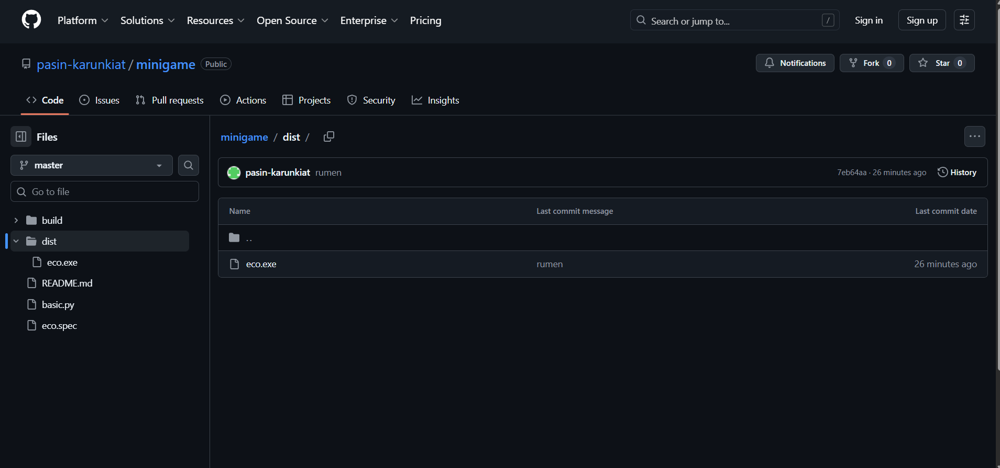 Platform Solutions Resources Open Source Enterprise Pricing Search or jump to... / Sign in Sign up
pasin-karunkiat / minigame Public Notifications Fork 0 Star 0
Code Issues Pull requests Actions Projects Security Insights
Files
master
Go to file
build
dist
eco.exe
README.md
basic.py
eco.spec
minigame / dist /
pasin-karunkiat rumen 7eb64aa · 26 minutes ago History
Name Last commit message Last commit date
..
eco.exe rumen 26 minutes ago